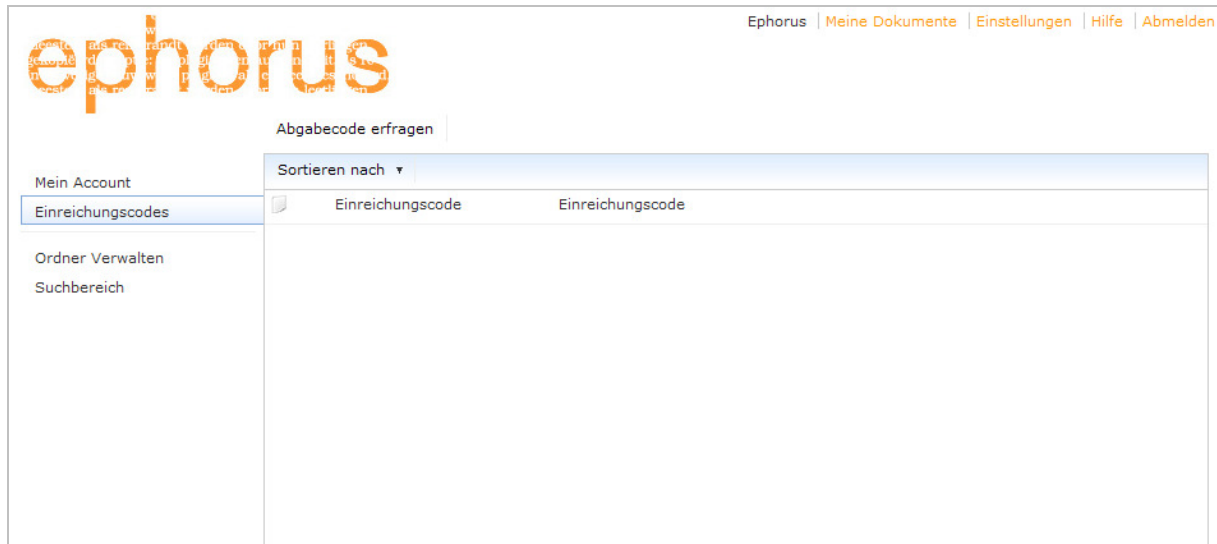 Ephorus | Meine Dokumente | Einstellungen | Hilfe | Abmelden
ephorus
Abgabecode erfragen
Sortieren nach ▼
Mein Account
Einreichungscode Einreichungscode
Einreichungscodes
Ordner Verwalten
Suchbereich